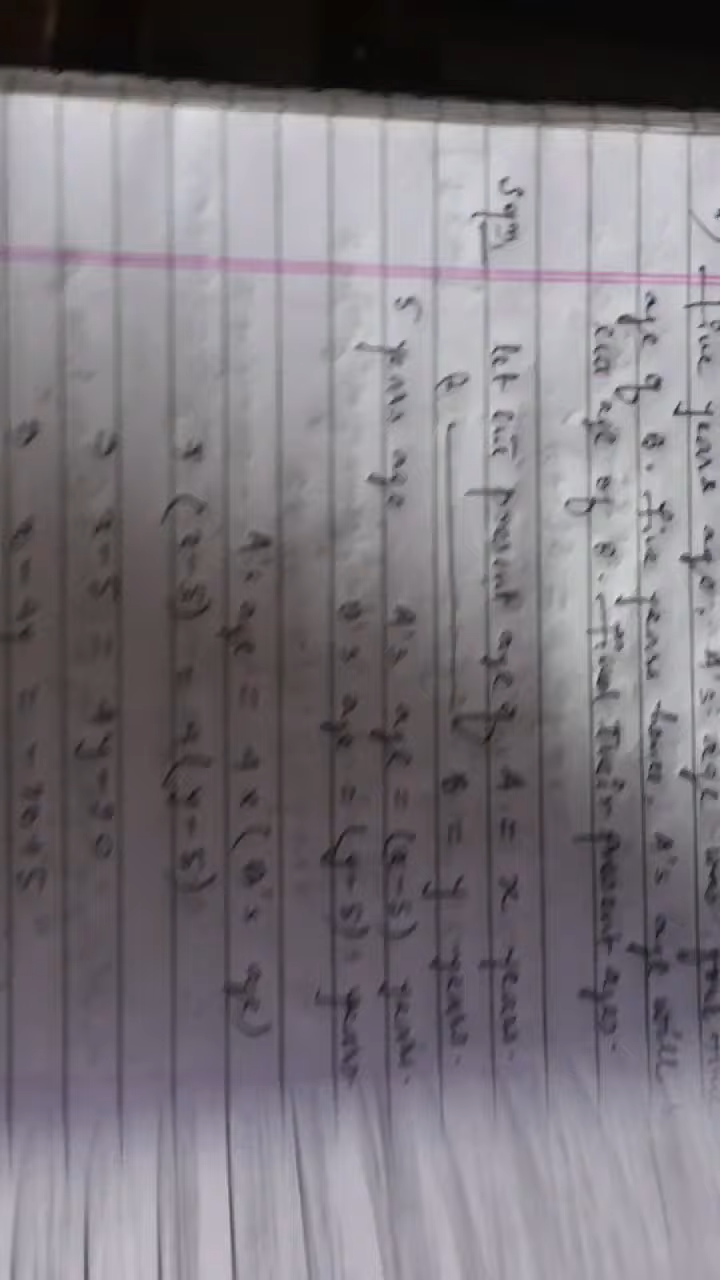 Five years ago, A's age was four times
age of B. Five years hence, A's age will
the age of B. Find their present ages.
Soln
let the present age of A = x years.
B = y years.
5 years ago A's age = (x-5) years.
B's age = (y-5) years
A's age = 4 x (B's age)
(x-5) = 4(y-5)
x-5 = 4y-20
x-4y = -20+5